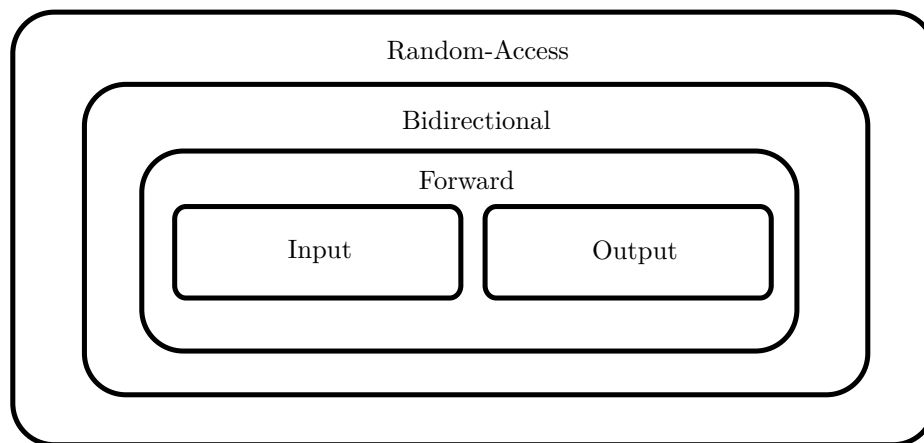 Random-Access
Bidirectional
Forward
Input
Output